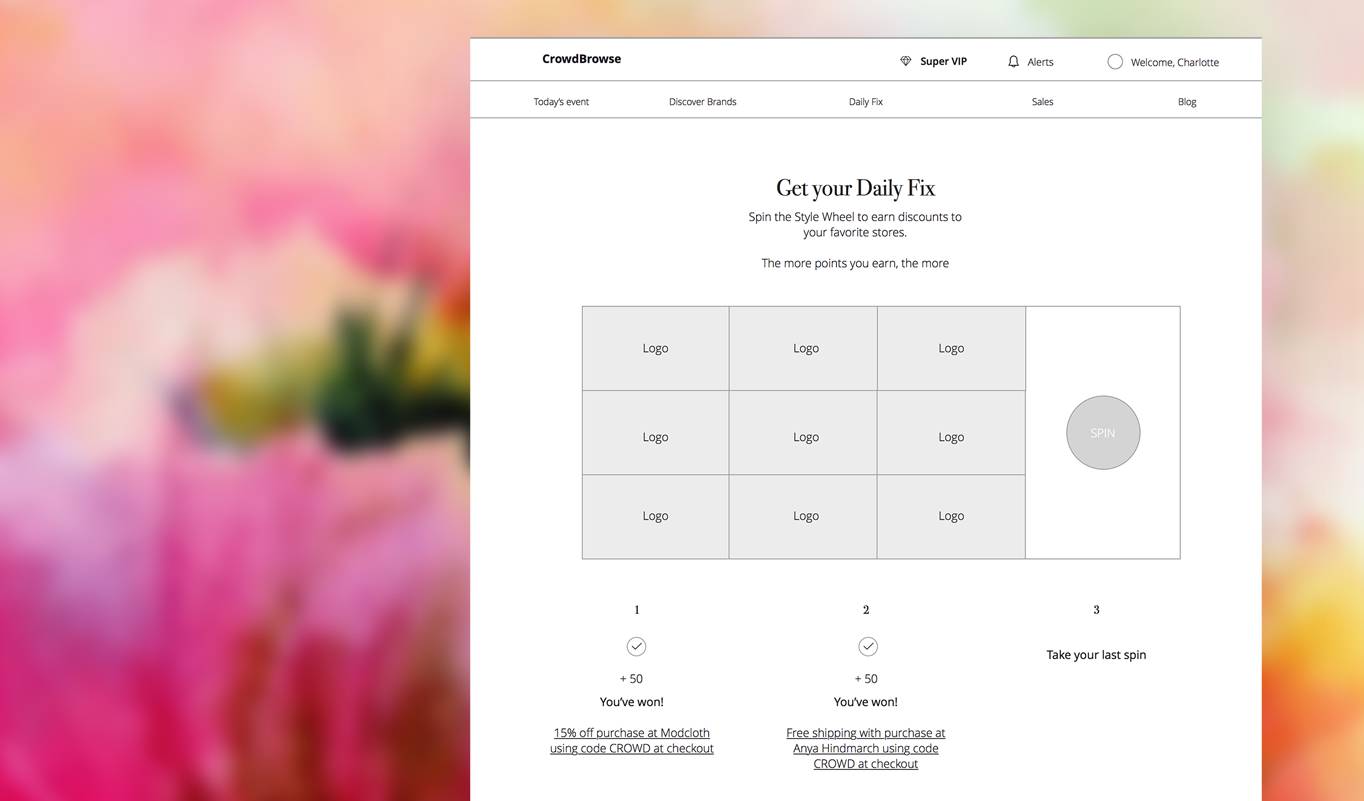 CrowdBrowse
Super VIP
Alerts
Welcome, Charlotte
Today's event
Discover Brands
Daily Fix
Sales
Blog
Get your Daily Fix
Spin the Style Wheel to earn discounts to
your favorite stores.
The more points you earn, the more
Logo
Logo
Logo
Logo
Logo
Logo
SPIN
Logo
Logo
Logo
1
2
3
+ 50
You've won!
15% off purchase at Modcloth
using code CROWD at checkout
+ 50
You've won!
Free shipping with purchase at
Anya Hindmarch using code
CROWD at checkout
Take your last spin